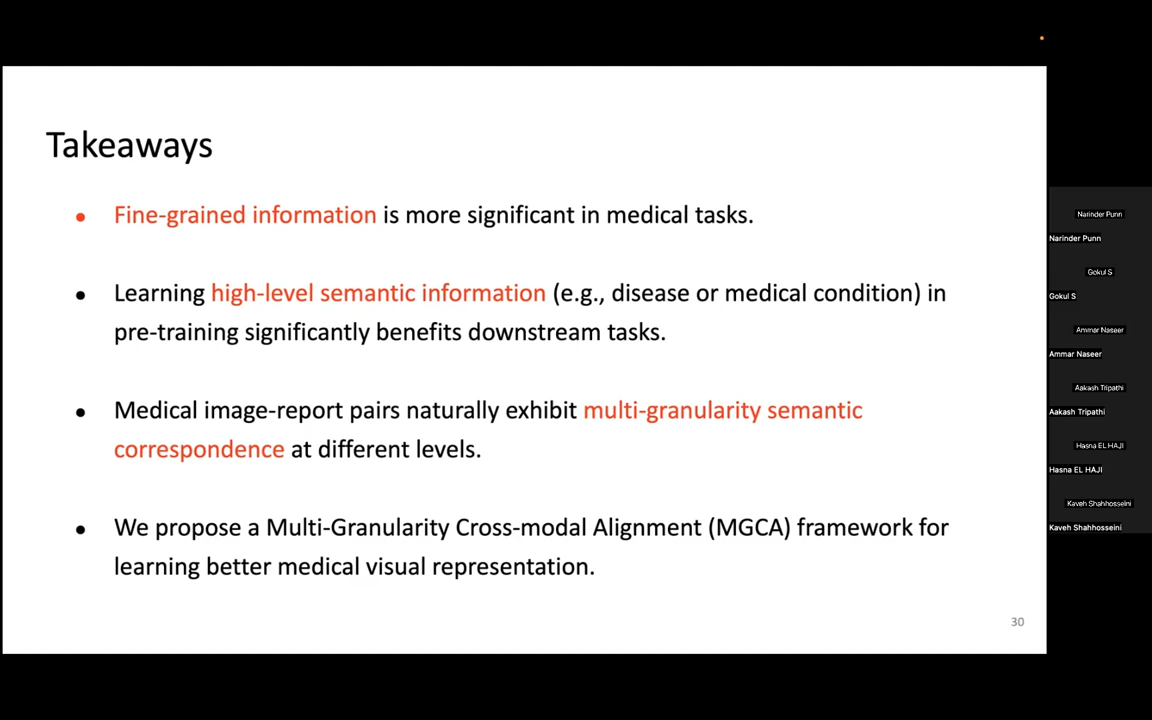 Takeaways
• Fine-grained information is more significant in medical tasks.
• Learning high-level semantic information (e.g., disease or medical condition) in
pre-training significantly benefits downstream tasks.
• Medical image-report pairs naturally exhibit multi-granularity semantic
correspondence at different levels.
• We propose a Multi-Granularity Cross-modal Alignment (MGCA) framework for
learning better medical visual representation.
30
Narinder Punn
Narinder Punn
Gokul S
Gokul S
Ammar Naseer
Ammar Naseer
Aakash Tripathi
Aakash Tripathi
Hasna EL HAJI
Hasna EL HAJI
Kaveh Shahhosseini
Kaveh Shahhosseini